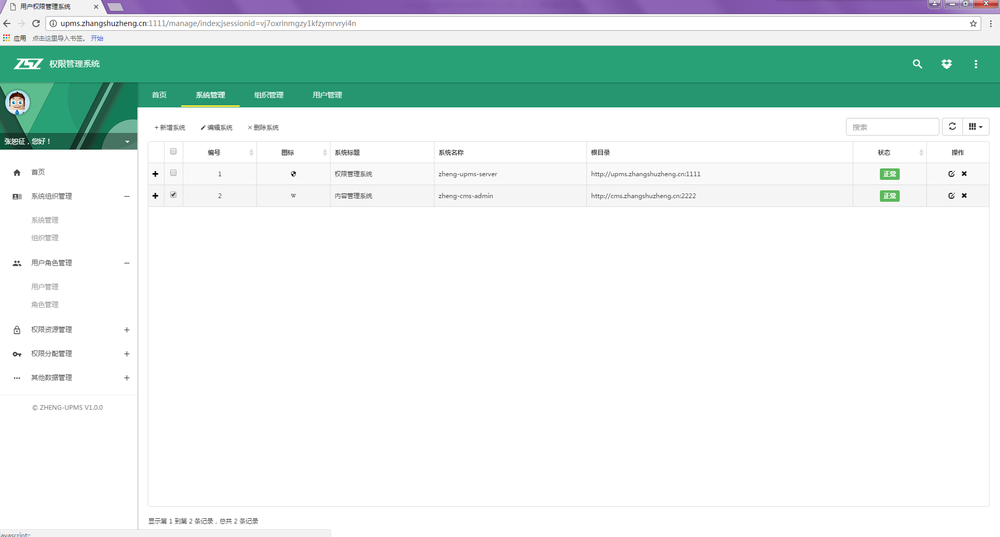 用户权限管理系统
upms.zhangshuzheng.cn:1111/manage/index;jsessionid=vj7oxrinmgzy1kfzymrvryi4n
应用 点击这里导入书签。 开始
ZSZ 权限管理系统
首页 系统管理 组织管理 用户管理
张恕征，您好！
首页
系统组织管理
系统管理
组织管理
用户角色管理
用户管理
角色管理
权限资源管理
权限分配管理
其他数据管理
© ZHENG-UPMS V1.0.0
+ 新增系统 编辑系统 ×删除系统 搜索
编号 图标 系统标题 系统名称 根目录 状态 操作
1 权限管理系统 zheng-upms-server http://upms.zhangshuzheng.cn:1111 正常
2 W 内容管理系统 zheng-cms-admin http://cms.zhangshuzheng.cn:2222 正常
显示第 1 到第 2 条记录，总共 2 条记录
javascript:;